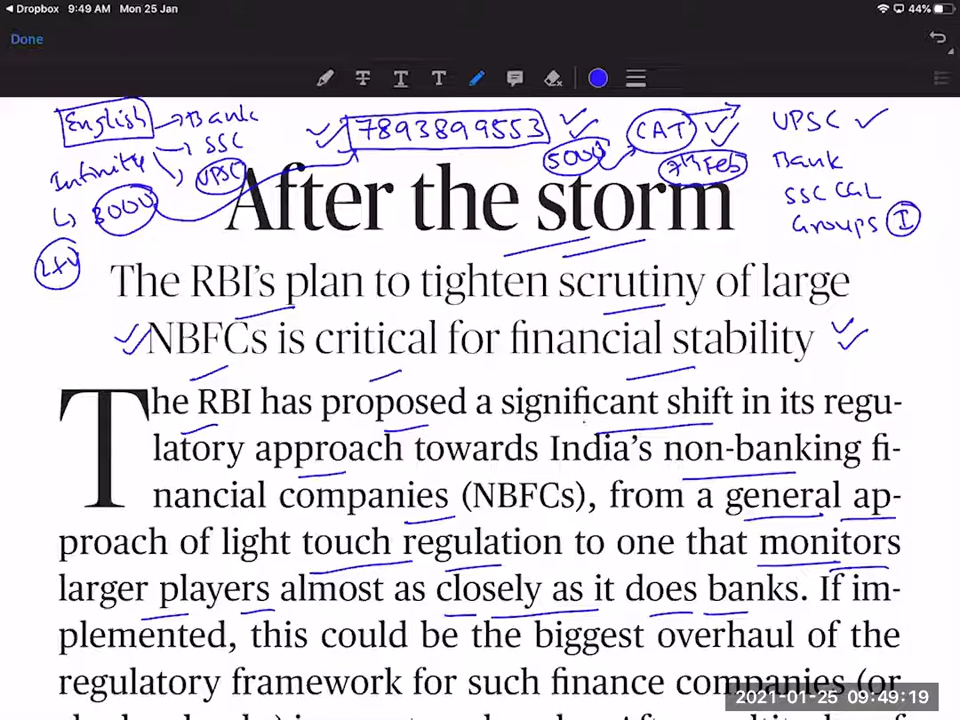 Dropbox 9:49 AM Mon 25 Jan 44%
Done
English Bank 7893899553 CAT UPSC
SSC 5000 7th Feb Bank
Infinity UPSC SSC CGL
3000 Groups I
After the storm
The RBI's plan to tighten scrutiny of large
NBFCs is critical for financial stability
The RBI has proposed a significant shift in its regu-
latory approach towards India's non-banking fi-
nancial companies (NBFCs), from a general ap-
proach of light touch regulation to one that monitors
larger players almost as closely as it does banks. If im-
plemented, this could be the biggest overhaul of the
regulatory framework for such finance companies (or
2021-01-25 09:49:19